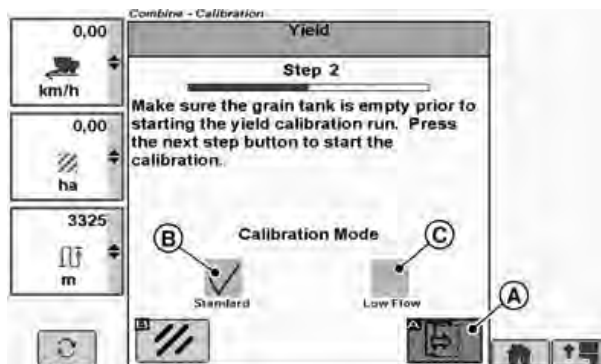 Combine - Calibration
0,00
km/h
0,00
ha
3325
m
Yield
Step 2
Make sure the grain tank is empty prior to
starting the yield calibration run. Press
the next step button to start the
calibration..
Calibration Mode
B
C
Standard
Low Flow
A
B
A